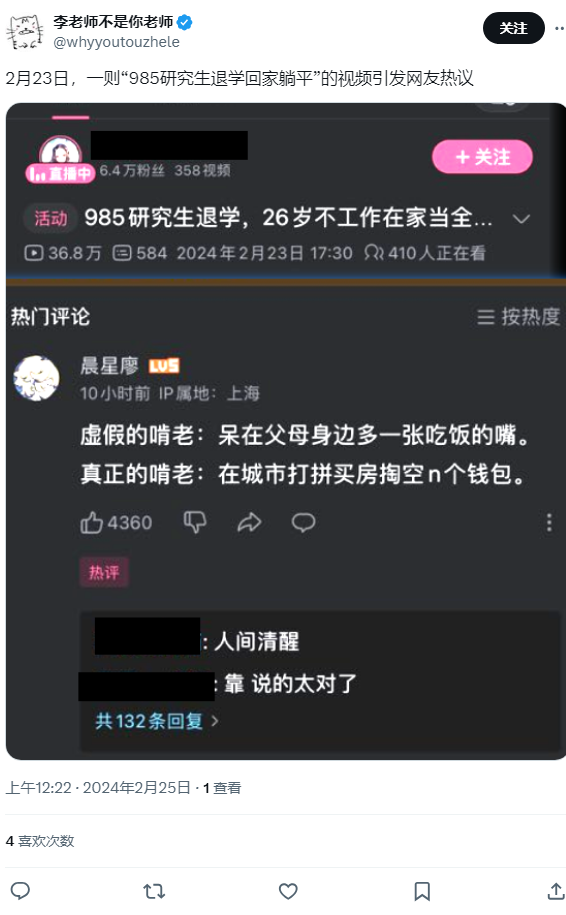 李老师不是你老师
@whyyoutouzhele
关注
2月23日，一则“985研究生退学回家躺平”的视频引发网友热议
直播中
6.4万粉丝 358视频
+ 关注
活动 985研究生退学，26岁不工作在家当全...
36.8万 584 2024年2月23日 17:30 410人正在看
热门评论
按热度
晨星廖 LV5
10小时前 IP属地：上海
虚假的啃老：呆在父母身边多一张吃饭的嘴。
真正的啃老：在城市打拼买房掏空n个钱包。
4360
热评
: 人间清醒
: 靠 说的太对了
共132条回复 >
上午12:22 · 2024年2月25日 · 1 查看
4 喜欢次数